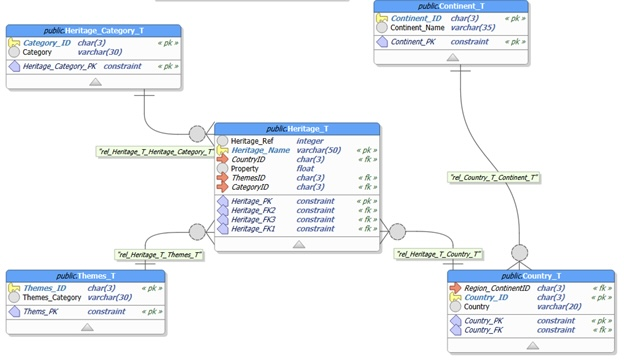 public.Heritage_Category_T
Category_ID char(3) « pk »
Category varchar(30)
Heritage_Category_PK constraint « pk »
public.Continent_T
Continent_ID char(3) « pk »
Continent_Name varchar(35)
Continent_PK constraint « pk »
"rel_Heritage_T_Heritage_Category_T"
public.Heritage_T
Heritage_Ref integer
Heritage_Name varchar(50) « pk »
CountryID char(3) « fk »
Property float
ThemesID char(3) « fk »
CategoryID char(3) « fk »
Heritage_PK constraint « pk »
Heritage_FK2 constraint « fk »
Heritage_FK3 constraint « fk »
Heritage_FK1 constraint « fk »
"rel_Country_T_Continent_T"
"rel_Heritage_T_Themes_T"
"rel_Heritage_T_Country_T"
public.Themes_T
Themes_ID char(3) « pk »
Themes_Category varchar(30)
Thems_PK constraint « pk »
public.Country_T
Region_ContinentID char(3) « fk »
Country_ID char(3) « pk »
Country varchar(20)
Country_PK constraint « pk »
Country_FK constraint « fk »